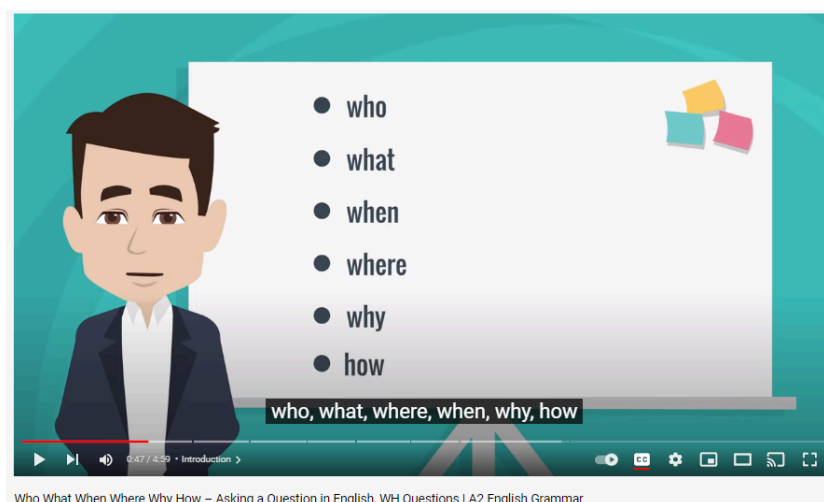 who
what
when
where
why
how
who, what, where, when, why, how
0:47 / 4:59 • Introduction >
CC
Who What When Where Why How – Asking a Question in English, WH Questions | A2 English Grammar